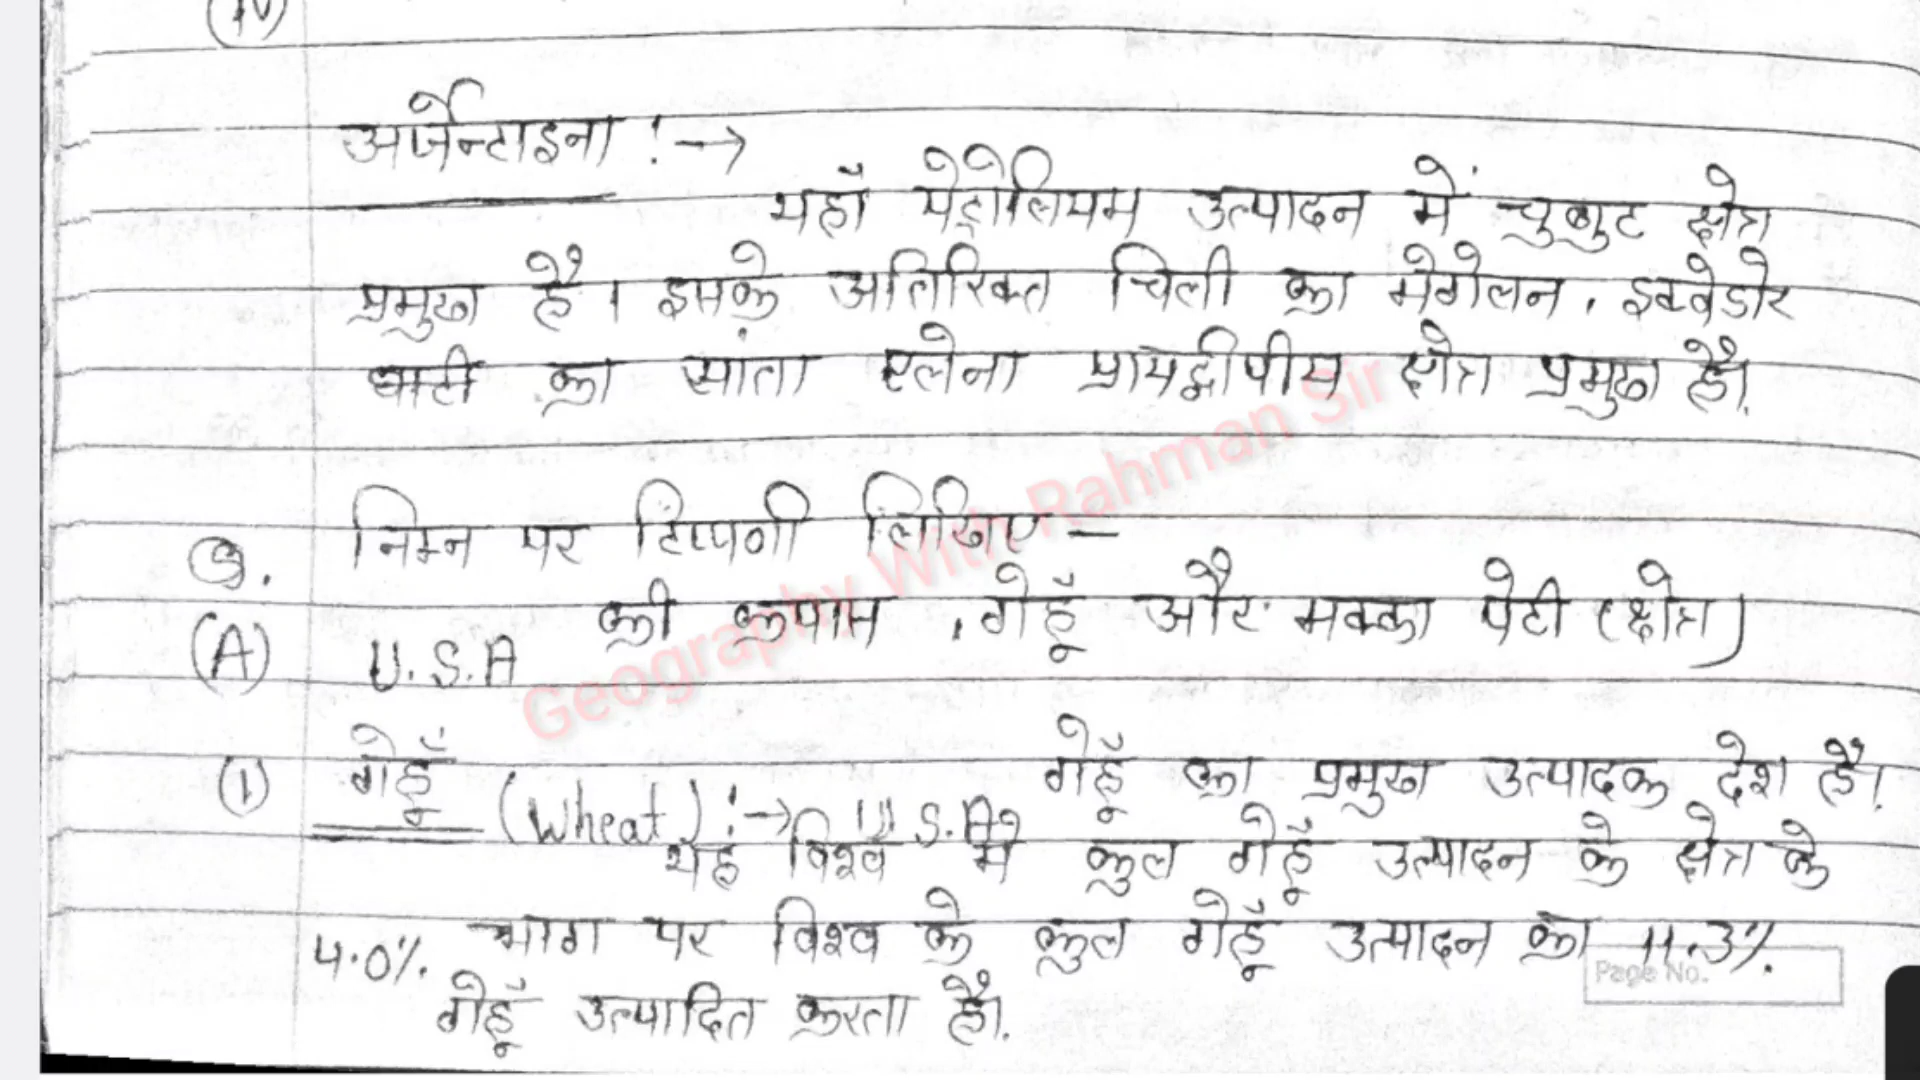 (iv)
अर्जेन्टाइना :→
यहाँ पेट्रोलियम उत्पादन में चुबुट क्षेत्र
प्रमुख है। इसके अतिरिक्त चिली का मेगेलन, इक्वेडोर
घाटी का सांता एलेना प्रायद्वीपीय क्षेत्र प्रमुख है।
Q. निम्न पर टिप्पणी लिखिए –
(A) U.S.A की कपास, गेहूँ और मक्का पेटी (क्षेत्र)
(1) गेहूँ (Wheat) :→ U.S.A गेहूँ का प्रमुख उत्पादक देश है।
यह विश्व में कुल गेहूँ उत्पादन के क्षेत्र के
4.0% भाग पर विश्व के कुल गेहूँ उत्पादन का 11.3%
गेहूँ उत्पादित करता है।
Page No.
Geography With Rahman Sir